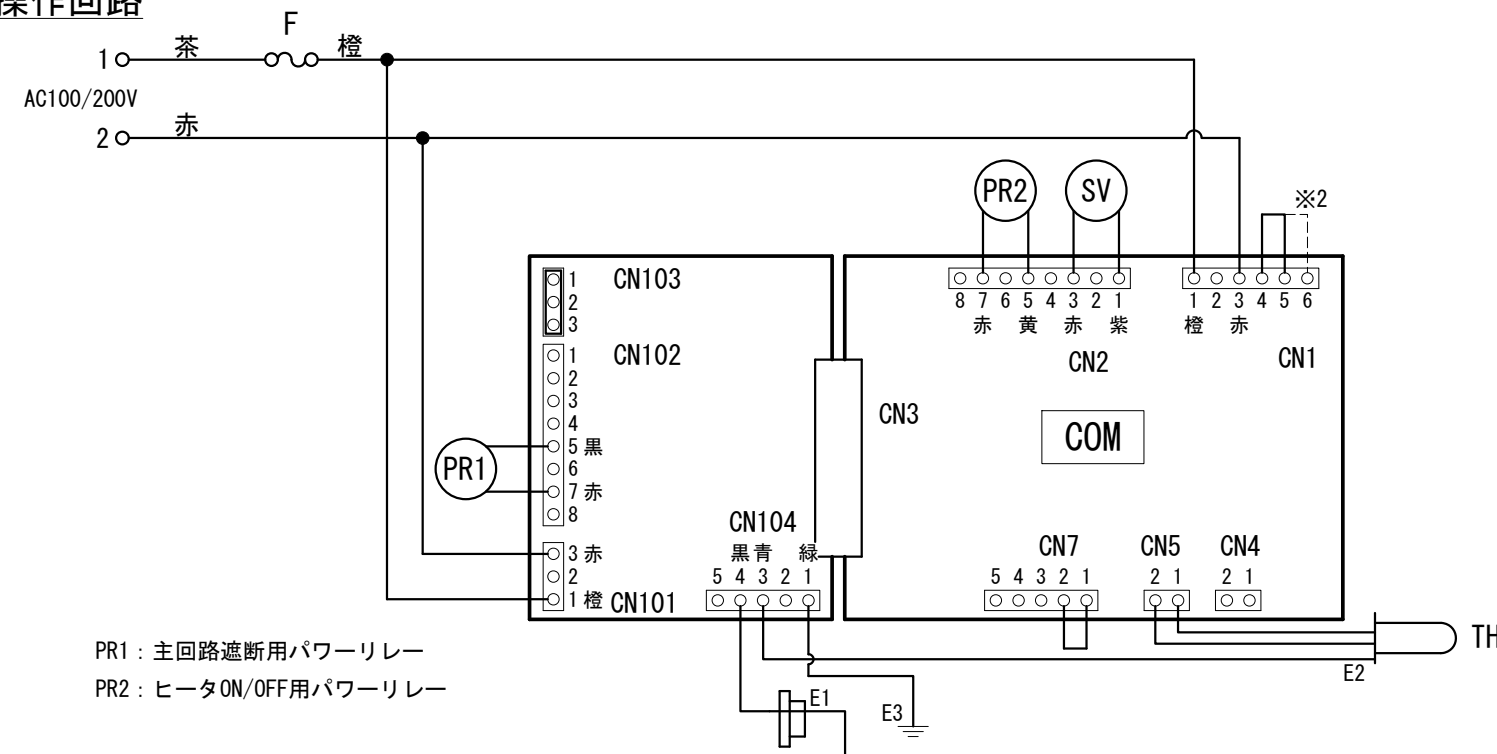 操作回路
F
1 茶 橙
AC100/200V
2 赤
PR2 SV ※2
1 CN103
2
3
8 7 6 5 4 3 2 1 1 2 3 4 5 6
赤 黄 赤 紫 橙 赤
1 CN102
2
3
4
5 黒
6
7 赤
8
CN2 CN1
CN3
COM
PR1
CN104
黒 青 緑
5 4 3 2 1
3 赤
2
1 橙 CN101
CN7 CN5 CN4
5 4 3 2 1 2 1 2 1
TH
E2
PR1：主回路遮断用パワーリレー
PR2：ヒータON/OFF用パワーリレー
E1
E3